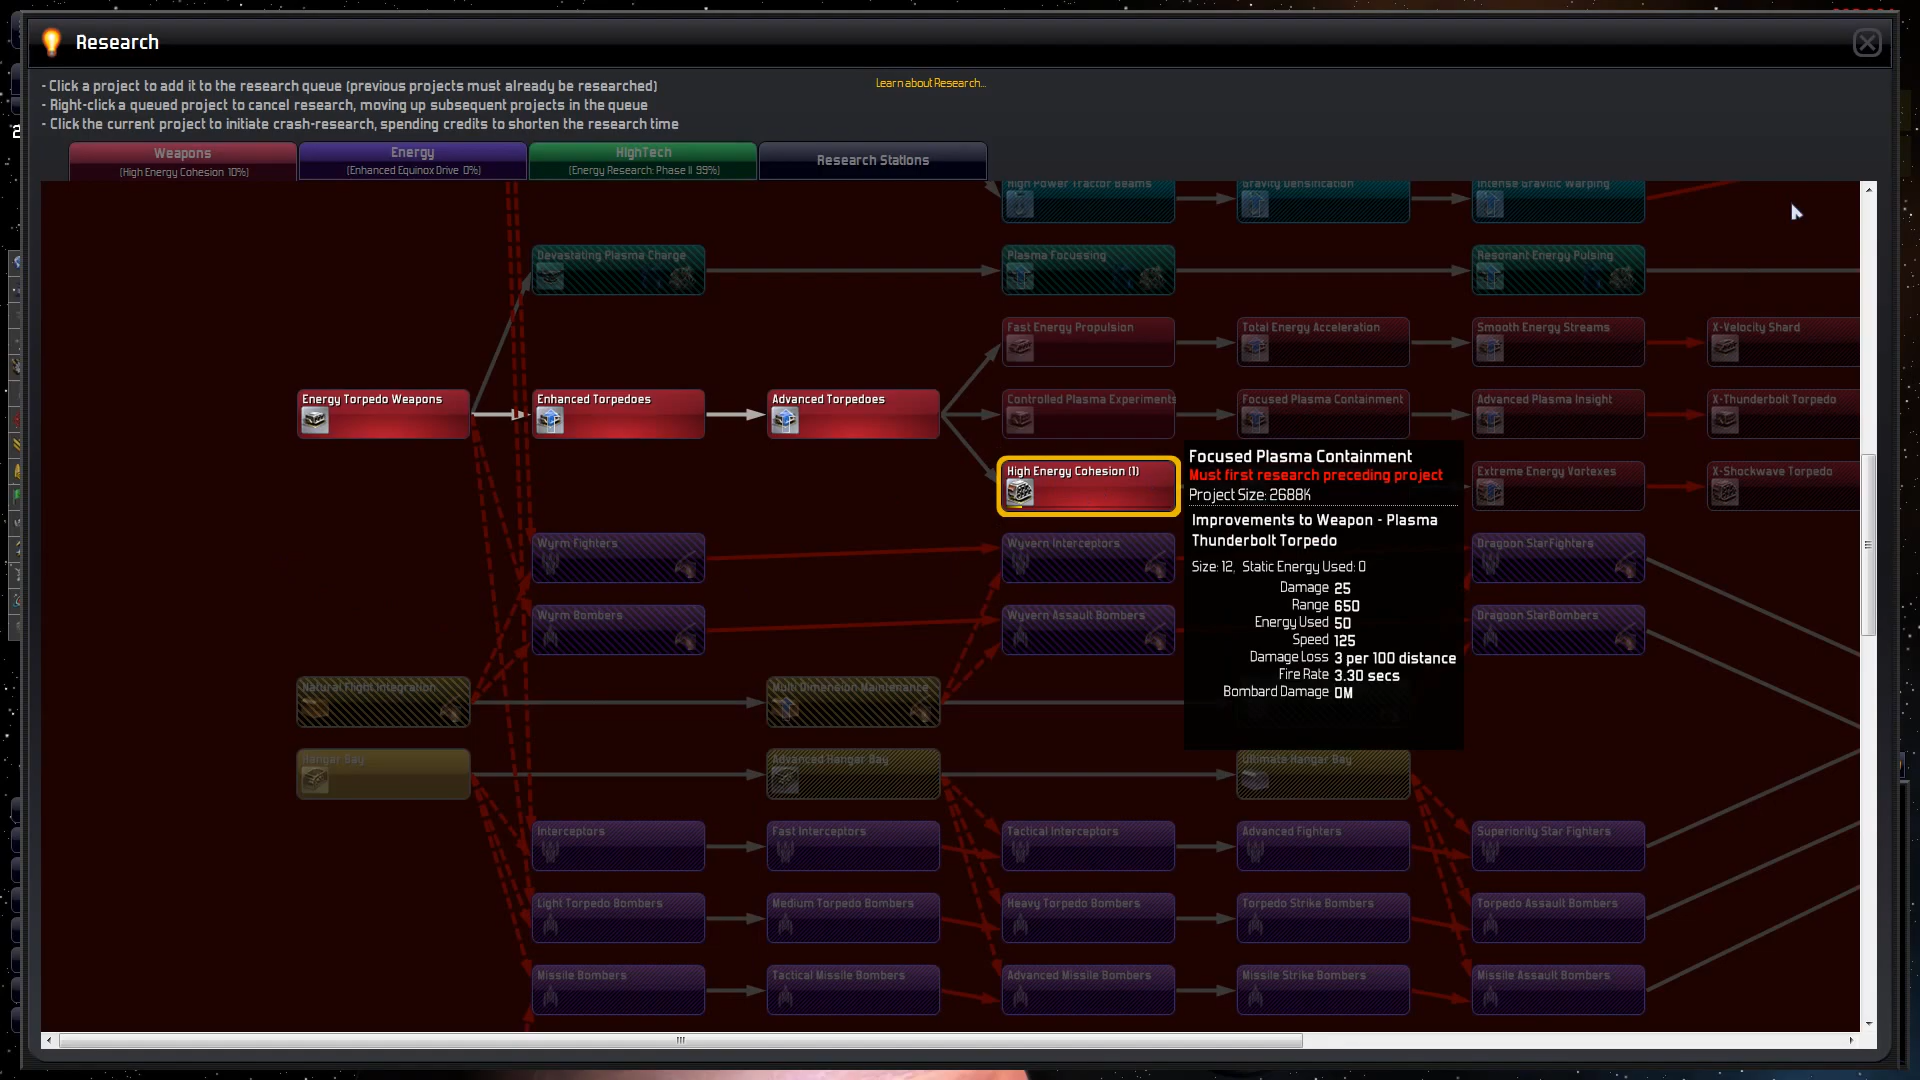 Research
- Click a project to add it to the research queue (previous projects must already be researched)
Learn about Research...
- Right-click a queued project to cancel research, moving up subsequent projects in the queue
- Click the current project to initiate crash-research, spending credits to shorten the research time
Weapons
(High Energy Cohesion 10%)
Energy
(Enhanced Equinox Drive 0%)
HighTech
(Energy Research: Phase II 99%)
Research Stations
High Power Tractor Beams
Gravity Densification
Intense Gravitic Warping
Devastating Plasma Charge
Plasma Focussing
Resonant Energy Pulsing
Fast Energy Propulsion
Total Energy Acceleration
Smooth Energy Streams
X-Velocity Shard
Energy Torpedo Weapons
Enhanced Torpedoes
Advanced Torpedoes
Controlled Plasma Experiments
Focused Plasma Containment
Advanced Plasma Insight
X-Thunderbolt Torpedo
High Energy Cohesion (1)
Extreme Energy Vortexes
X-Shockwave Torpedo
Focused Plasma Containment
Must first research preceding project
Project Size: 2688K
Improvements to Weapon - Plasma
Thunderbolt Torpedo
Size: 12, Static Energy Used: 0
Damage 25
Range 650
Energy Used 50
Speed 125
Damage Loss 3 per 100 distance
Fire Rate 3.30 secs
Bombard Damage 0M
Wyrm Fighters
Wyvern Interceptors
Dragoon StarFighters
Wyrm Bombers
Wyvern Assault Bombers
Dragoon StarBombers
Natural Flight Integration
Multi Dimension Maintenance
Hangar Bay
Advanced Hangar Bay
Ultimate Hangar Bay
Interceptors
Fast Interceptors
Tactical Interceptors
Advanced Fighters
Superiority Star Fighters
Light Torpedo Bombers
Medium Torpedo Bombers
Heavy Torpedo Bombers
Torpedo Strike Bombers
Torpedo Assault Bombers
Missile Bombers
Tactical Missile Bombers
Advanced Missile Bombers
Missile Strike Bombers
Missile Assault Bombers